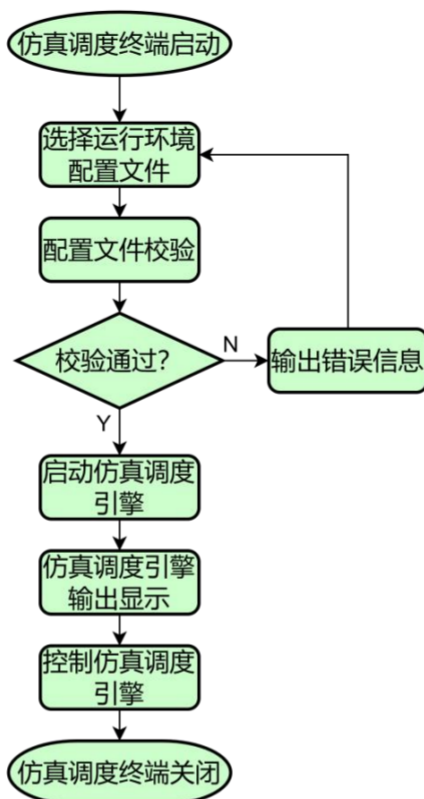 仿真调度终端启动
选择运行环境
配置文件
配置文件校验
校验通过?
N
输出错误信息
Y
启动仿真调度
引擎
仿真调度引擎
输出显示
控制仿真调度
引擎
仿真调度终端关闭